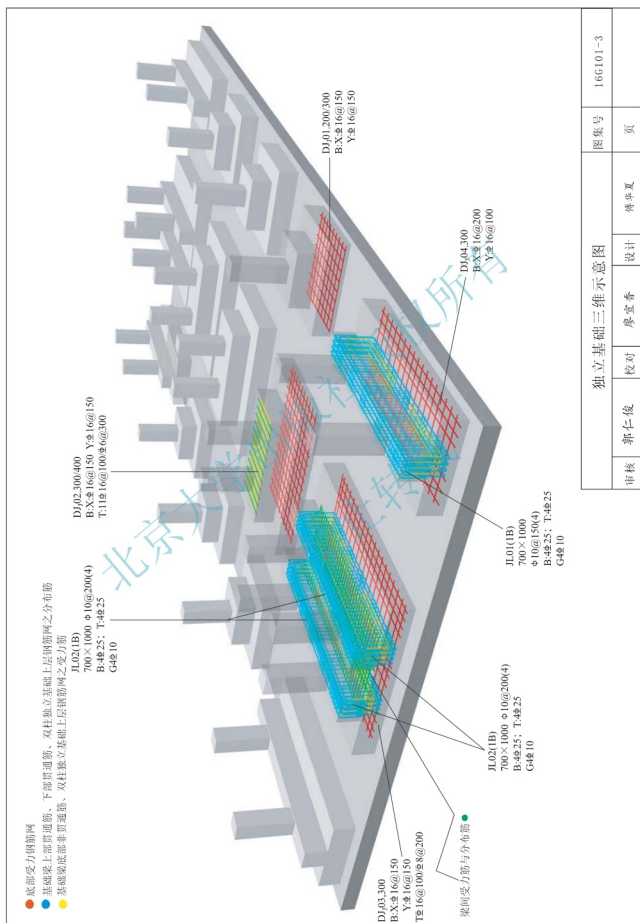 底部受力钢筋网
基础梁上部贯通筋、下部贯通筋、双柱独立基础上层钢筋网之分布筋
基础梁底部非贯通筋、双柱独立基础上层钢筋网之受力筋
JL02(1B)
700×1000 Φ10@200(4)
B:4⏀25; T:4⏀25
G4⏀10
DJⱼ02,300/400
B:X:⏀16@150 Y:⏀16@150
T:11⏀16@100/⏀6@300
DJⱼ01,200/300
B:X:⏀16@150
Y:⏀16@150
DJⱼ04,300
B:X:⏀16@200
Y:⏀16@100
JL01(1B)
700×1000
Φ10@150(4)
B:4⏀25; T:4⏀25
G4⏀10
JL02(1B)
700×1000 Φ10@200(4)
B:4⏀25; T:4⏀25
G4⏀10
梁间受力筋与分布筋
DJⱼ03,300
B:X:⏀16@150
Y:⏀16@150
T⏀16@100/⏀8@200
独立基础三维示意图
图集号 16G101-3
审核 郭仁俊 校对 廖宜香 设计 傅华夏 页
北京大学出版社版权所有